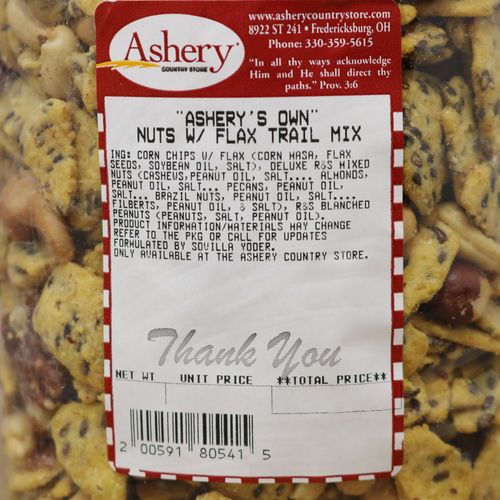 Ashery
COUNTRY STORE
www.asherycountrystore.com
8922 ST 241 • Fredericksburg, OH
Phone: 330-359-5615
"In all thy ways acknowledge
Him and He shall direct thy
paths." Prov. 3:6
"ASHERY'S OWN"
NUTS W/ FLAX TRAIL MIX
ING: CORN CHIPS W/ FLAX (CORN MASA, FLAX
SEEDS, SOYBEAN OIL, SALT), DELUXE R&S MIXED
NUTS (CASHEWS,PEANUT OIL, SALT... ALMONDS,
PEANUT OIL, SALT... PECANS, PEANUT OIL,
SALT... BRAZIL NUTS, PEANUT OIL, SALT...
FILBERTS, PEANUT OIL, & SALT), R&S BLANCHED
PEANUTS (PEANUTS, SALT, PEANUT OIL).
PRODUCT INFORMATION/MATERIALS MAY CHANGE
REFER TO THE PKG OR CALL FOR UPDATES
FORMULATED BY SOVILLA YODER.
ONLY AVAILABLE AT THE ASHERY COUNTRY STORE.
Thank You
NET WT UNIT PRICE **TOTAL PRICE**
2 00591 80541 5